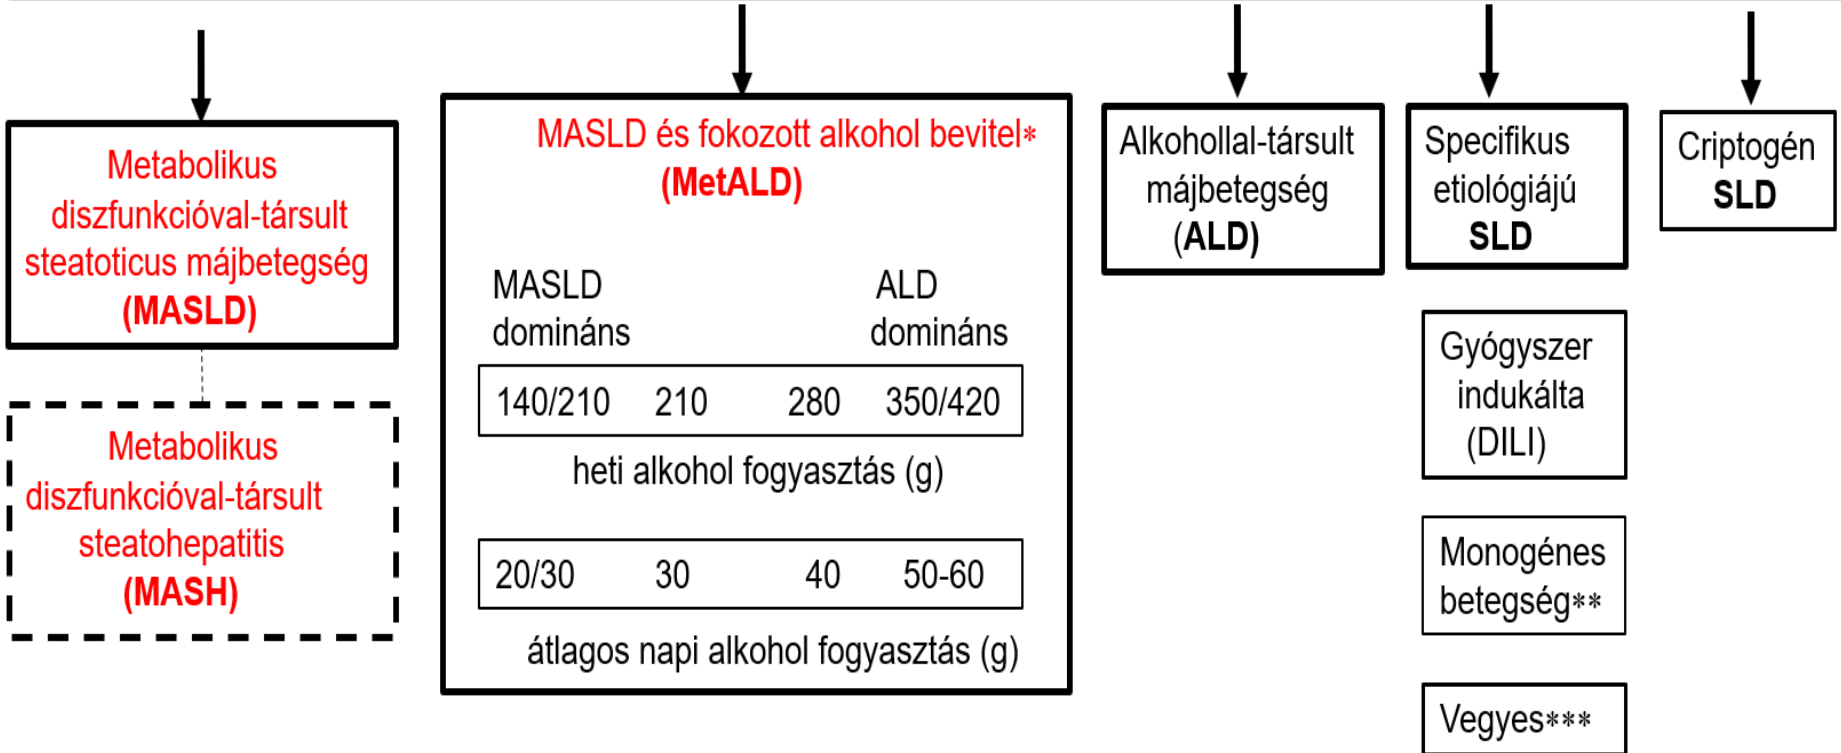 Metabolikus
diszfunkcióval-társult
steatoticus májbetegség
(MASLD)
Metabolikus
diszfunkcióval-társult
steatohepatitis
(MASH)
MASLD és fokozott alkohol bevitel*
(MetALD)
MASLD ALD
domináns domináns
140/210 210 280 350/420
heti alkohol fogyasztás (g)
20/30 30 40 50-60
átlagos napi alkohol fogyasztás (g)
Alkohollal-társult
májbetegség
(ALD)
Specifikus
etiológiájú
SLD
Gyógyszer
indukálta
(DILI)
Monogénes
betegség**
Vegyes***
Criptogén
SLD